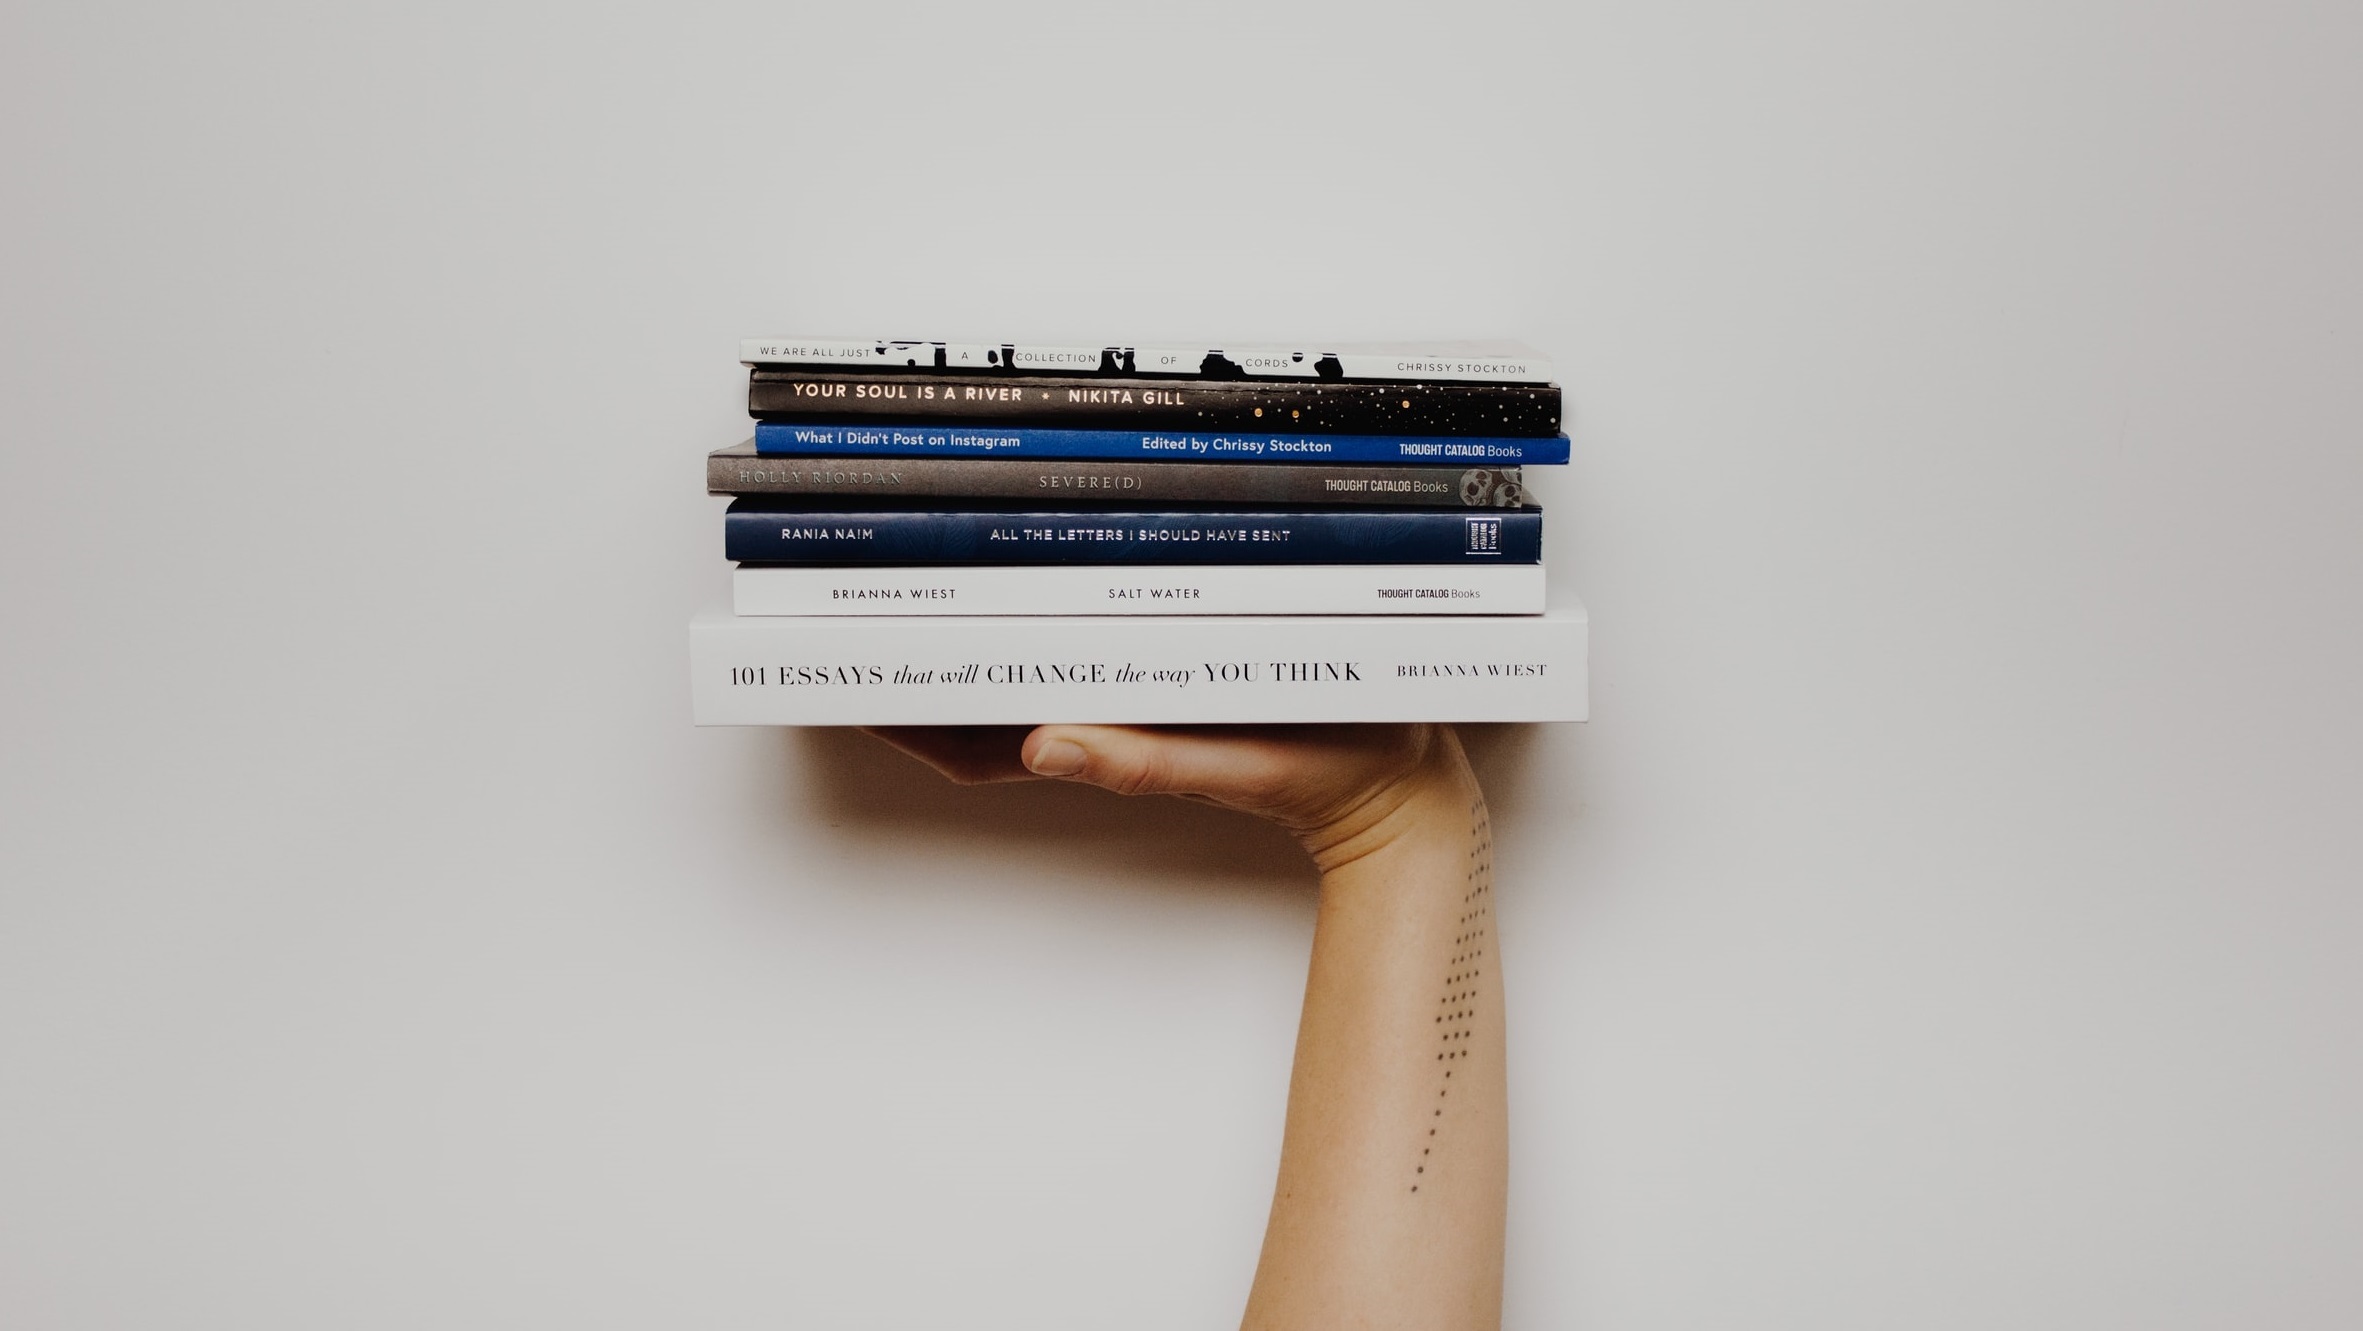 WE ARE ALL JUST A COLLECTION OF CORDS CHRISSY STOCKTON
YOUR SOUL IS A RIVER * NIKITA GILL
What I Didn't Post on Instagram Edited by Chrissy Stockton THOUGHT CATALOG Books
HOLLY RIORDAN SEVERE(D) THOUGHT CATALOG Books
RANIA NAIM ALL THE LETTERS I SHOULD HAVE SENT THOUGHT CATALOG Books
BRIANNA WIEST SALT WATER THOUGHT CATALOG Books
101 ESSAYS that will CHANGE the way YOU THINK BRIANNA WIEST